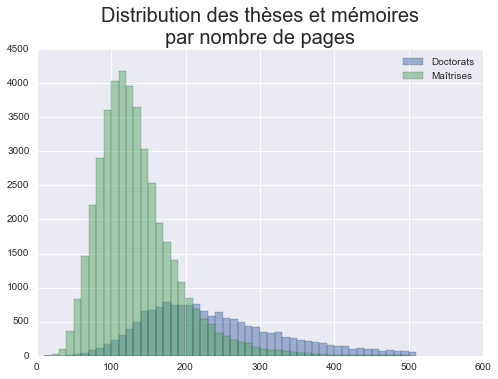 Distribution des thèses et mémoires
par nombre de pages
4500
4000
3500
3000
2500
2000
1500
1000
500
0
Doctorats
Maîtrises
0 100 200 300 400 500 600